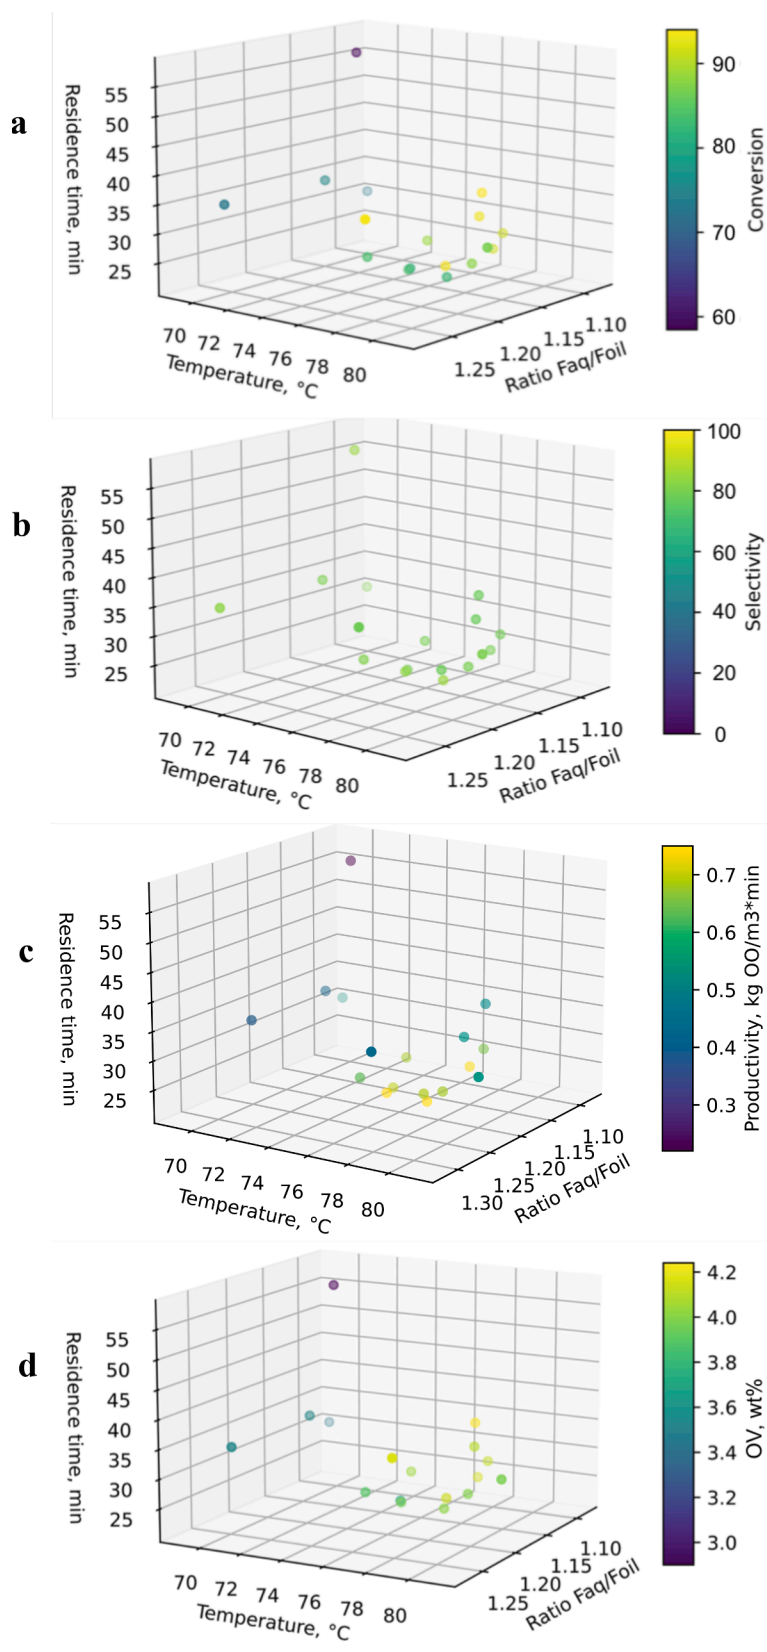 a
Residence time, min
55
50
45
40
35
30
25
70 72 74 76 78 80
Temperature, °C
1.25 1.20 1.15 1.10
Ratio Faq/Foil
90
80
70
60
Conversion
b
Residence time, min
55
50
45
40
35
30
25
70 72 74 76 78 80
Temperature, °C
1.25 1.20 1.15 1.10
Ratio Faq/Foil
100
80
60
40
20
0
Selectivity
c
Residence time, min
55
50
45
40
35
30
25
70 72 74 76 78 80
Temperature, °C
1.30 1.25 1.20 1.15 1.10
Ratio Faq/Foil
0.7
0.6
0.5
0.4
0.3
Productivity, kg OO/m3*min
d
Residence time, min
55
50
45
40
35
30
25
70 72 74 76 78 80
Temperature, °C
1.25 1.20 1.15 1.10
Ratio Faq/Foil
4.2
4.0
3.8
3.6
3.4
3.2
3.0
OV, wt%